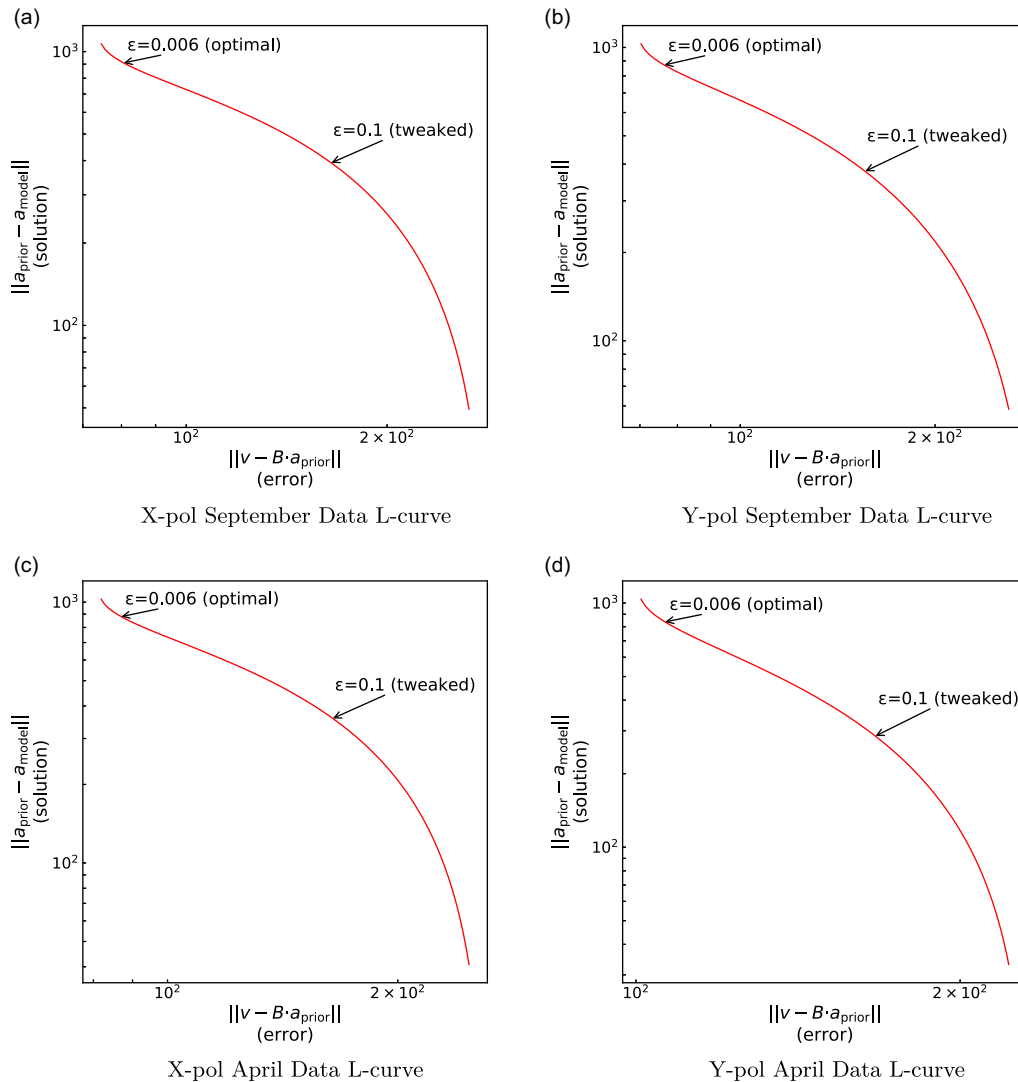 (a)
10³
10²
||a_prior − a_model||
(solution)
ε=0.006 (optimal)
ε=0.1 (tweaked)
10²
2 × 10²
||v − B·a_prior||
(error)
X-pol September Data L-curve
(b)
10³
10²
||a_prior − a_model||
(solution)
ε=0.006 (optimal)
ε=0.1 (tweaked)
10²
2 × 10²
||v − B·a_prior||
(error)
Y-pol September Data L-curve
(c)
10³
10²
||a_prior − a_model||
(solution)
ε=0.006 (optimal)
ε=0.1 (tweaked)
10²
2 × 10²
||v − B·a_prior||
(error)
X-pol April Data L-curve
(d)
10³
10²
||a_prior − a_model||
(solution)
ε=0.006 (optimal)
ε=0.1 (tweaked)
10²
2 × 10²
||v − B·a_prior||
(error)
Y-pol April Data L-curve